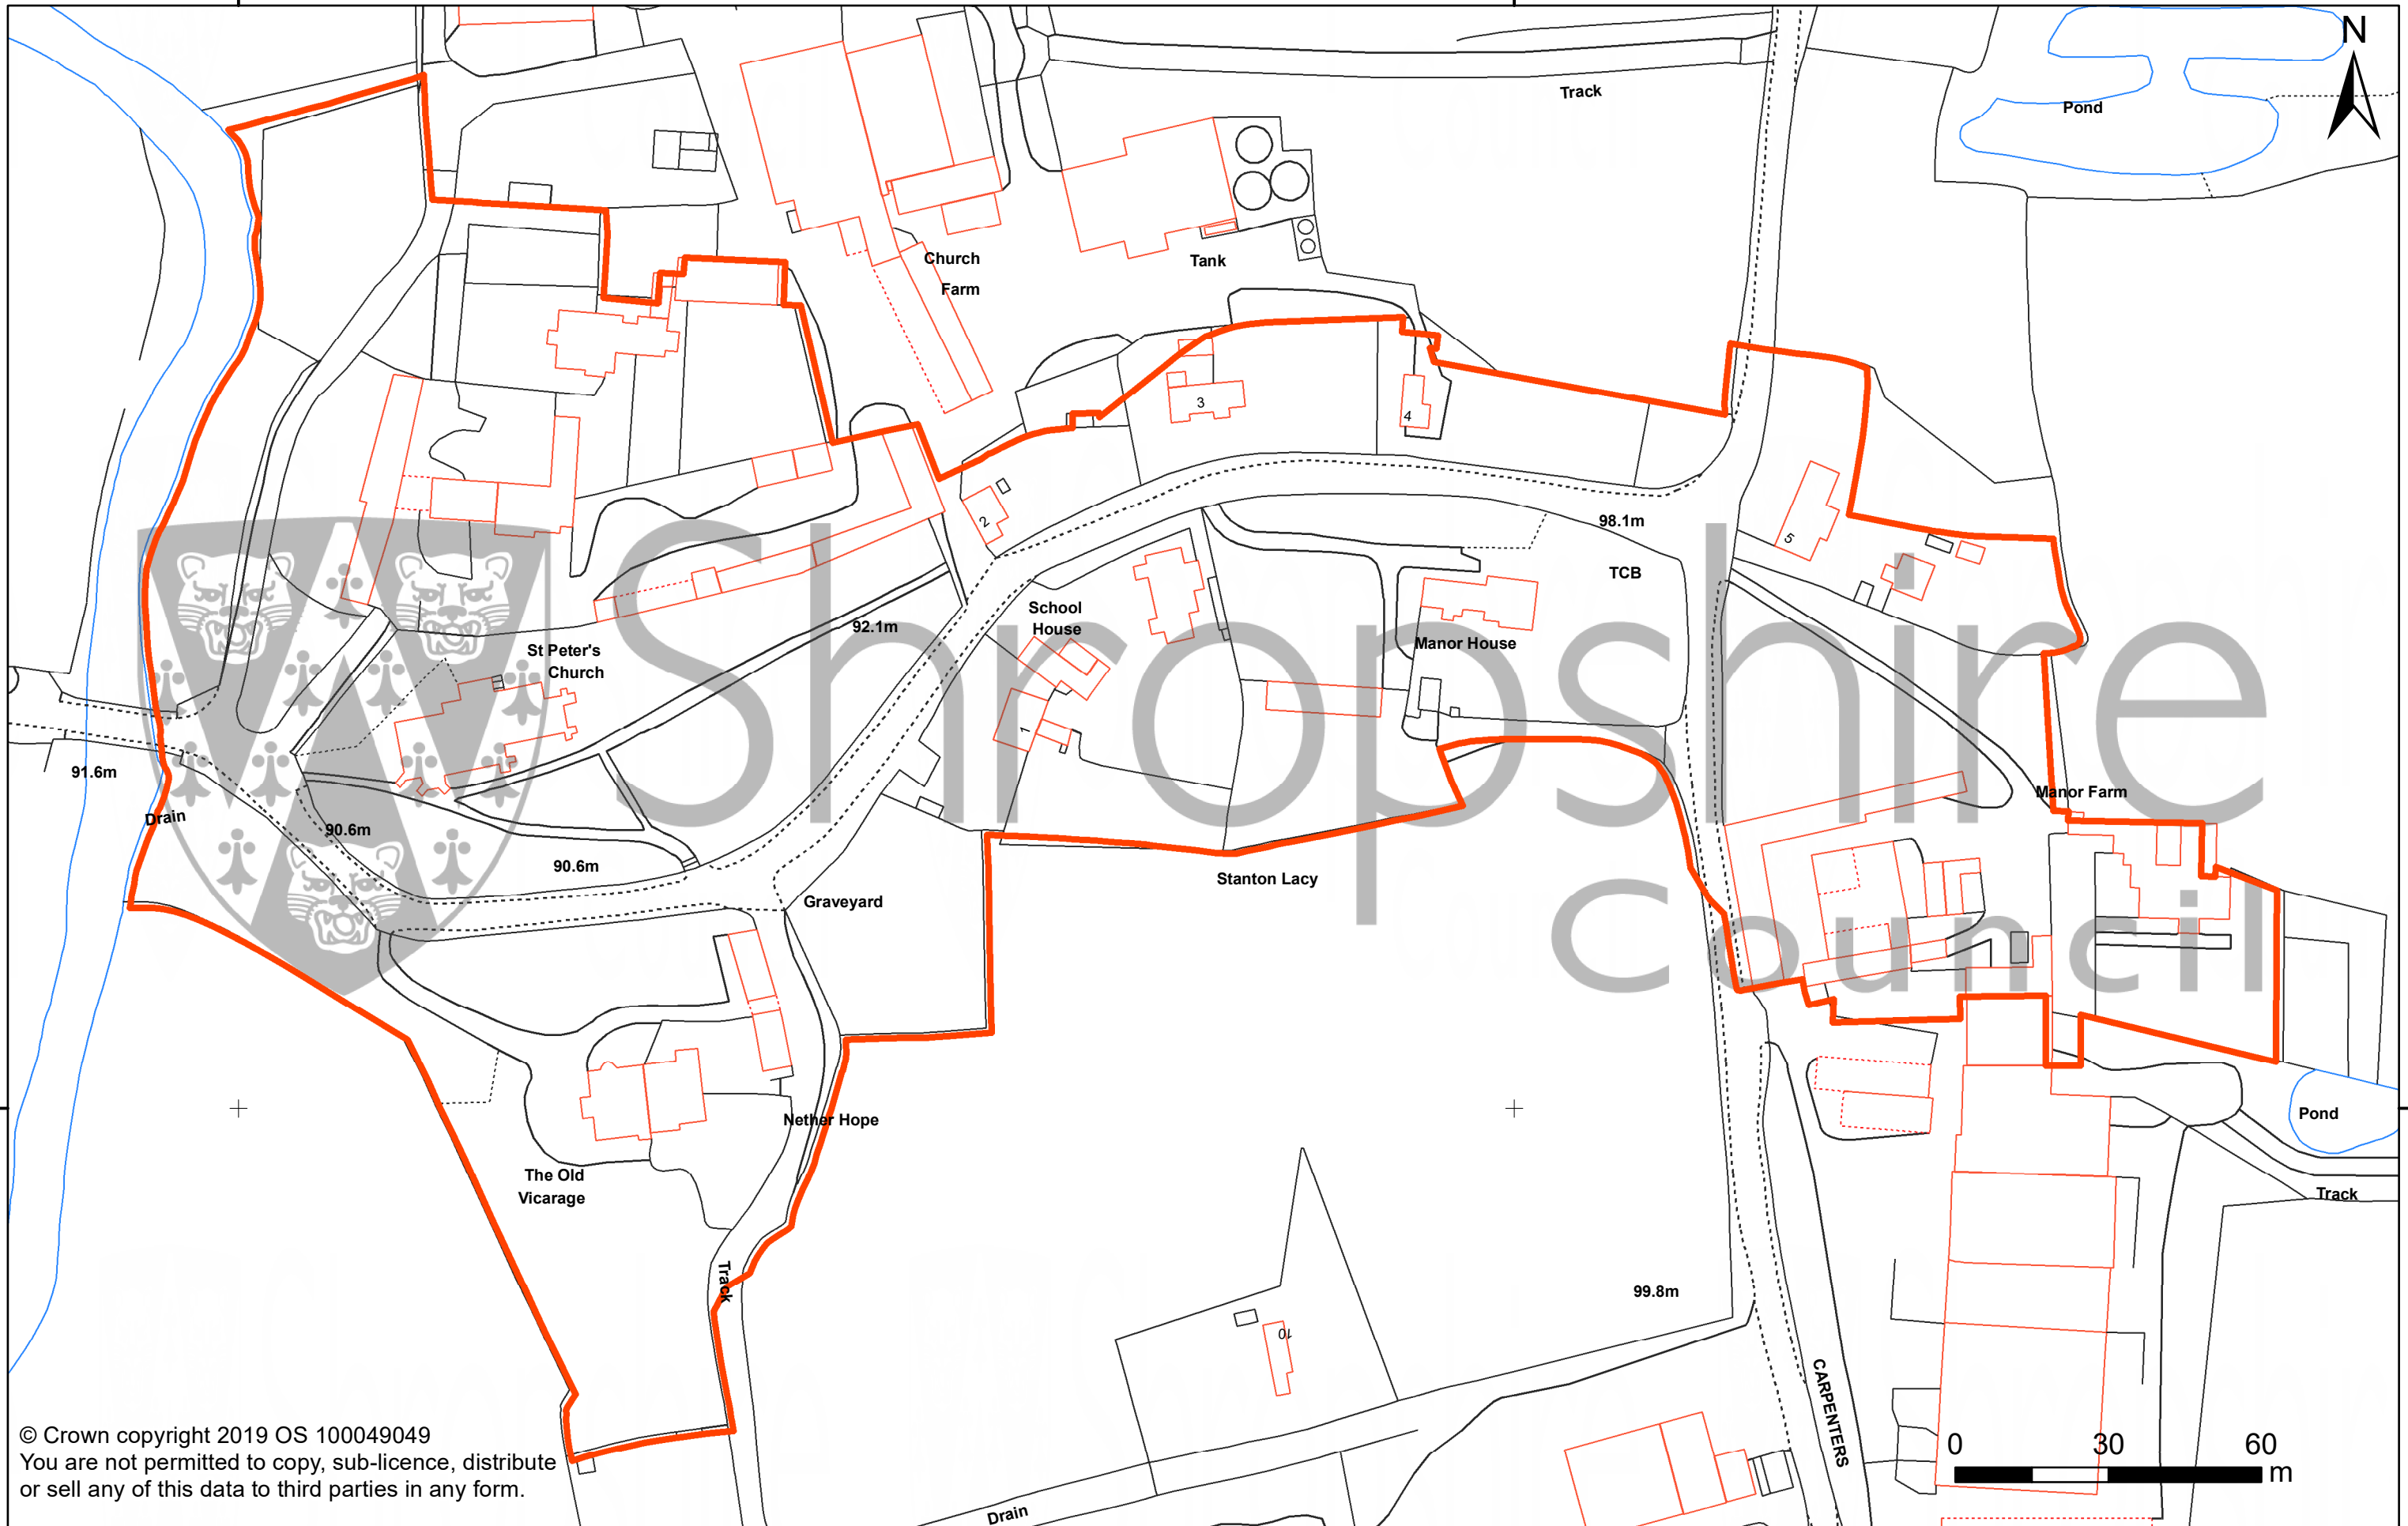 N
Track
Pond
Church
Farm
Tank
3
4
2
5
98.1m
TCB
School
House
92.1m
Manor House
St Peter's
Church
1
Shropshire
Council
91.6m
Drain
90.6m
90.6m
Manor Farm
Graveyard
Stanton Lacy
Nether Hope
The Old
Vicarage
Track
Pond
Track
99.8m
10
CARPENTERS
Drain
© Crown copyright 2019 OS 100049049
You are not permitted to copy, sub-licence, distribute
or sell any of this data to third parties in any form.
0 30 60
m